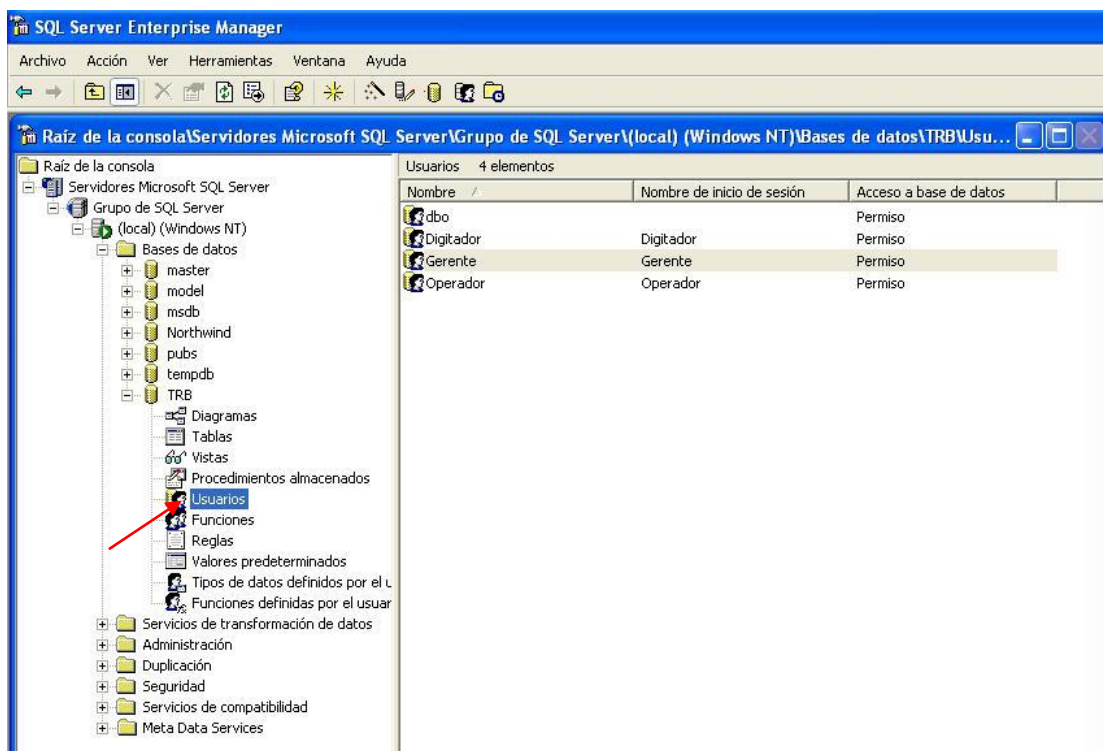 SQL Server Enterprise Manager
Archivo Acción Ver Herramientas Ventana Ayuda
Raíz de la consola\Servidores Microsoft SQL Server\Grupo de SQL Server\(local) (Windows NT)\Bases de datos\TRB\Usu...
Raíz de la consola
Servidores Microsoft SQL Server
Grupo de SQL Server
(local) (Windows NT)
Bases de datos
master
model
msdb
Northwind
pubs
tempdb
TRB
Diagramas
Tablas
Vistas
Procedimientos almacenados
Usuarios
Funciones
Reglas
Valores predeterminados
Tipos de datos definidos por el u
Funciones definidas por el usuar
Servicios de transformación de datos
Administración
Duplicación
Seguridad
Servicios de compatibilidad
Meta Data Services
Usuarios 4 elementos
Nombre Nombre de inicio de sesión Acceso a base de datos
dbo Permiso
Digitador Digitador Permiso
Gerente Gerente Permiso
Operador Operador Permiso